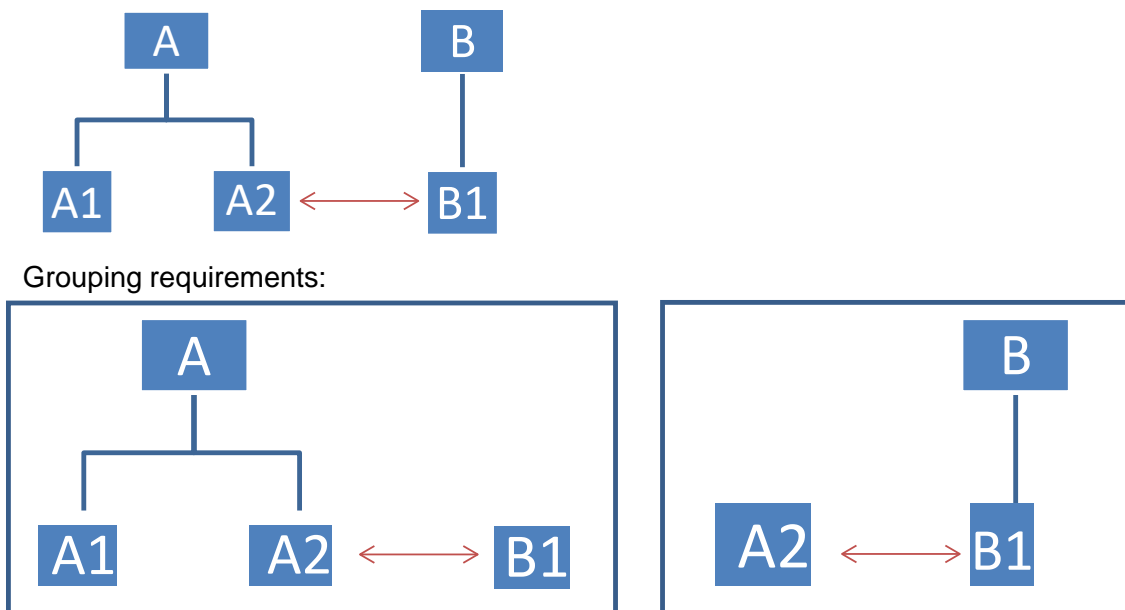 A B
A1 A2 B1
Grouping requirements:
A B
A1 A2 B1 A2 B1